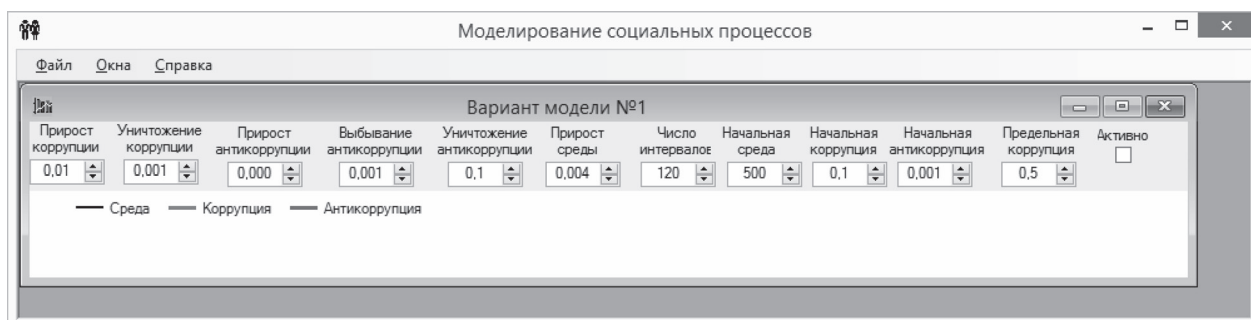 Моделирование социальных процессов
Файл Окна Справка
Вариант модели №1
Прирост коррупции Уничтожение коррупции Прирост антикоррупции Выбывание антикоррупции Уничтожение антикоррупции Прирост среды Число интервалов Начальная среда Начальная коррупция Начальная антикоррупция Предельная коррупция Активно
0,01 0,001 0,000 0,001 0,1 0,004 120 500 0,1 0,001 0,5
Среда Коррупция Антикоррупция